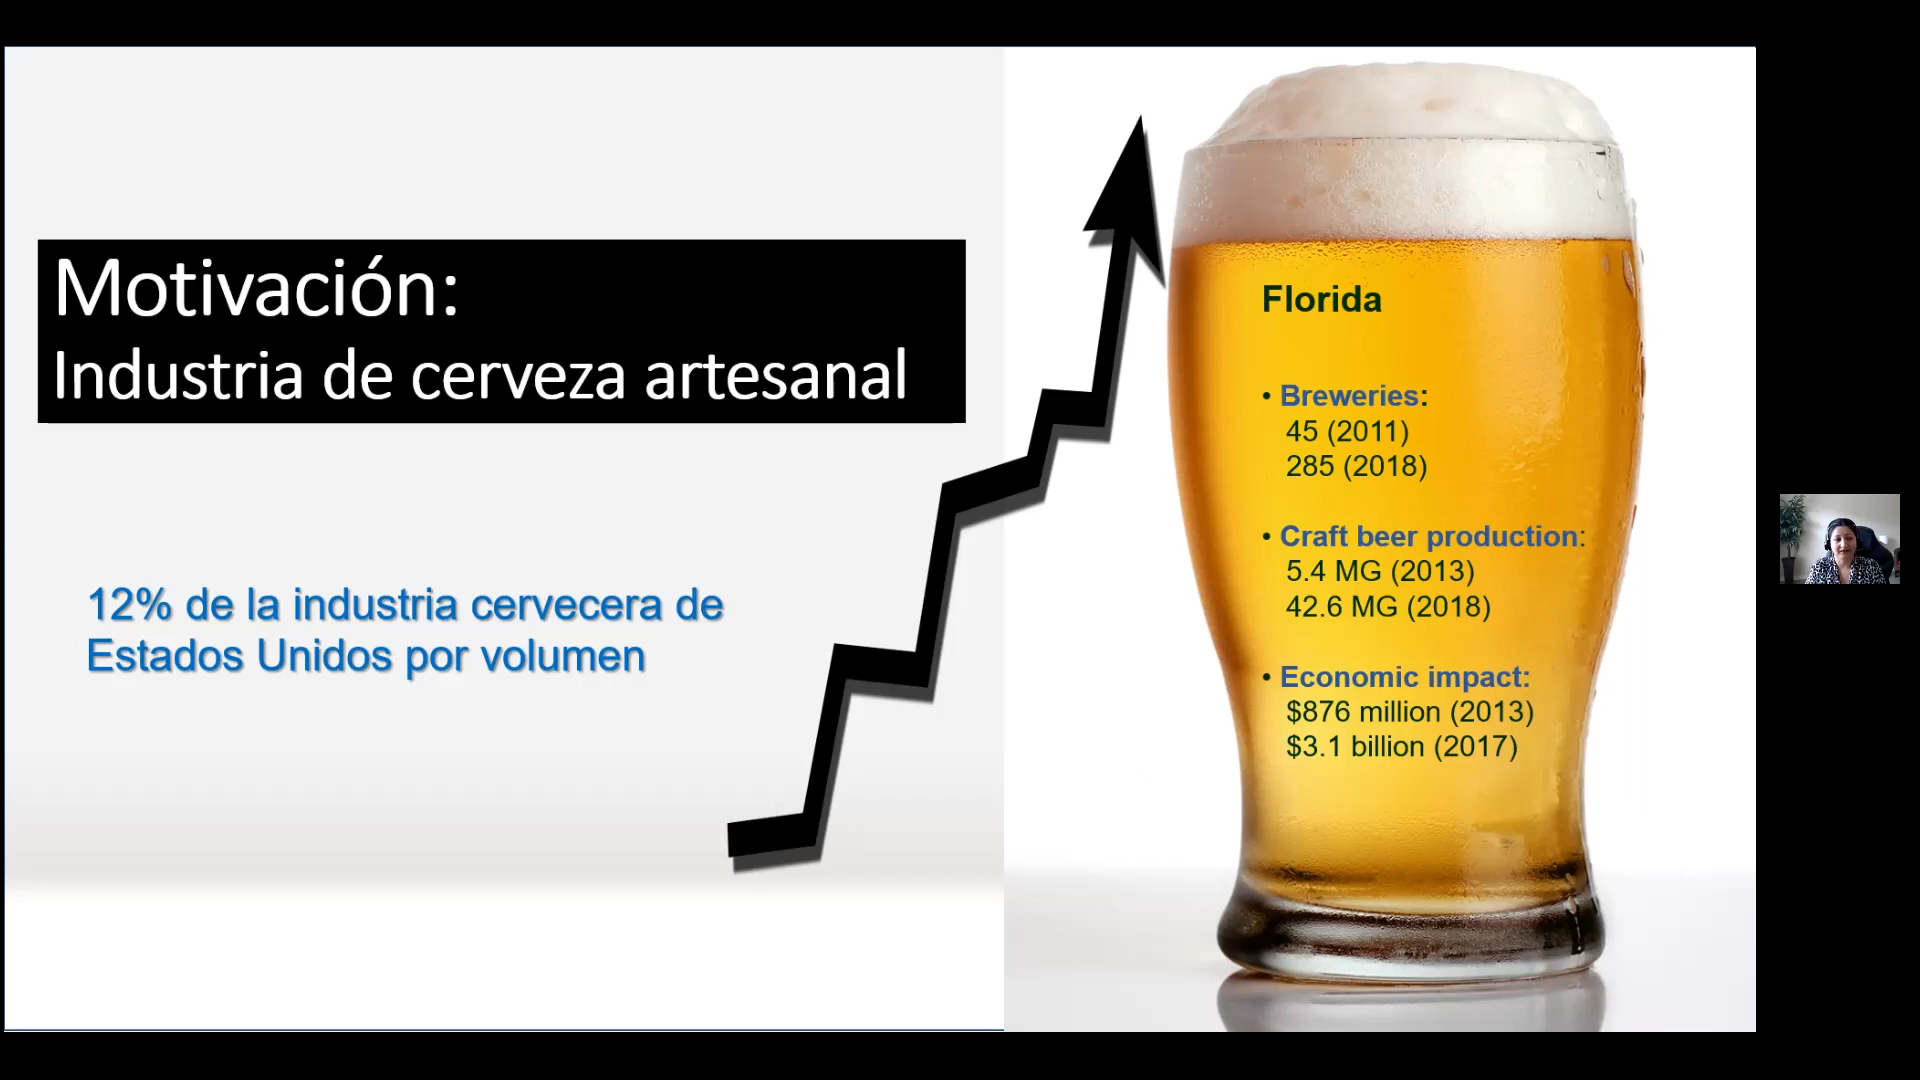 Motivación:
Industria de cerveza artesanal
12% de la industria cervecera de
Estados Unidos por volumen
Florida
• Breweries:
45 (2011)
285 (2018)
• Craft beer production:
5.4 MG (2013)
42.6 MG (2018)
• Economic impact:
$876 million (2013)
$3.1 billion (2017)